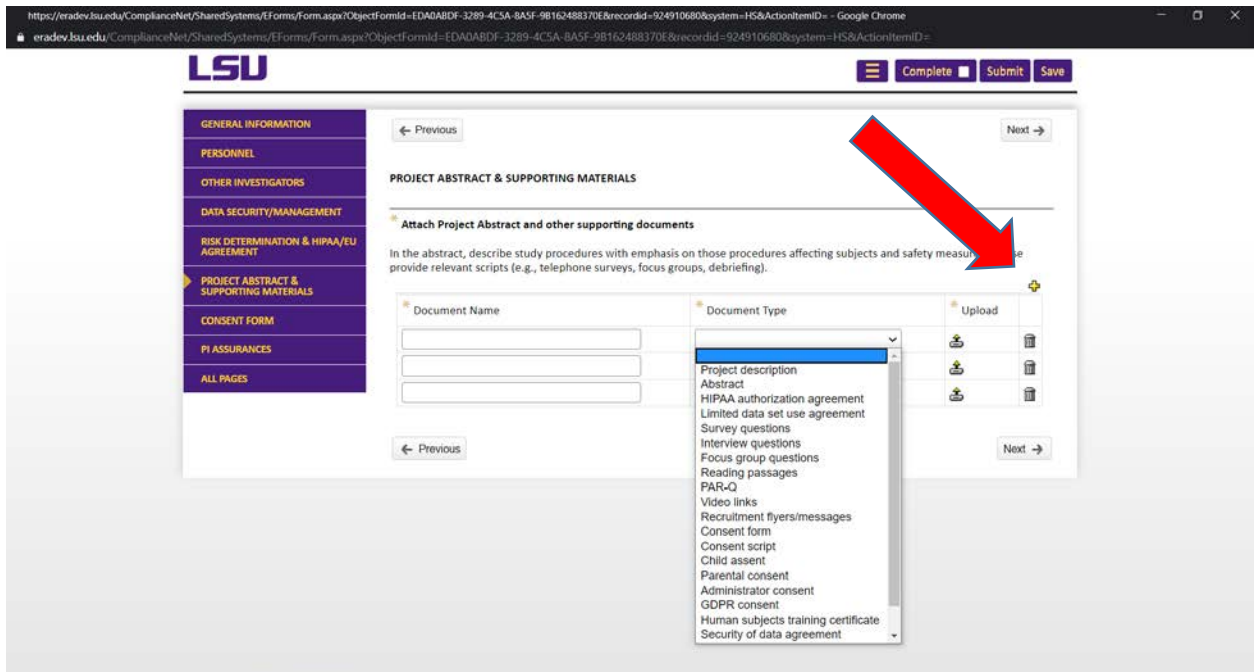 https://eradev.lsu.edu/ComplianceNet/SharedSystems/EForms/Form.aspx?ObjectFormId=EDA0ABDF-3289-4C5A-8A5F-9B162488370E&recordid=924910680&system=HS&ActionItemID= - Google Chrome
eradev.lsu.edu/ComplianceNet/SharedSystems/EForms/Form.aspx?ObjectFormId=EDA0ABDF-3289-4C5A-8A5F-9B162488370E&recordid=924910680&system=HS&ActionItemID=
LSU
Complete Submit Save
GENERAL INFORMATION
PERSONNEL
OTHER INVESTIGATORS
DATA SECURITY/MANAGEMENT
RISK DETERMINATION & HIPAA/EU
AGREEMENT
PROJECT ABSTRACT &
SUPPORTING MATERIALS
CONSENT FORM
PI ASSURANCES
ALL PAGES
← Previous Next →
PROJECT ABSTRACT & SUPPORTING MATERIALS
* Attach Project Abstract and other supporting documents
In the abstract, describe study procedures with emphasis on those procedures affecting subjects and safety
provide relevant scripts (e.g., telephone surveys, focus groups, debriefing).
* Document Name * Document Type * Upload
Project description
Abstract
HIPAA authorization agreement
Limited data set use agreement
Survey questions
Interview questions
Focus group questions
Reading passages
PAR-Q
Video links
Recruitment flyers/messages
Consent form
Consent script
Child assent
Parental consent
Administrator consent
GDPR consent
Human subjects training certificate
Security of data agreement
← Previous Next →